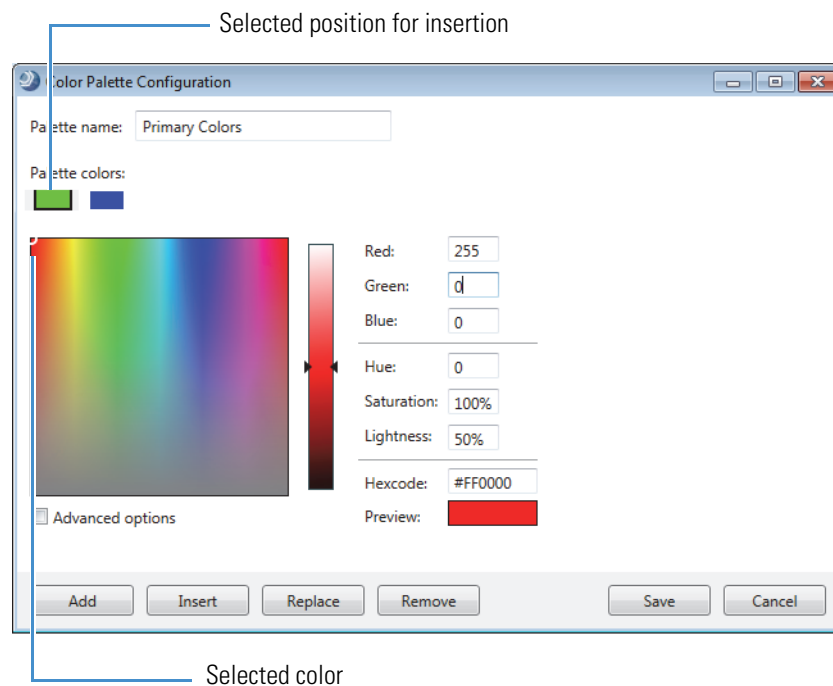 Selected position for insertion
Color Palette Configuration
Palette name: Primary Colors
Palette colors:
Red: 255
Green: 0
Blue: 0
Hue: 0
Saturation: 100%
Lightness: 50%
Hexcode: #FF0000
Advanced options
Preview:
Add Insert Replace Remove Save Cancel
Selected color